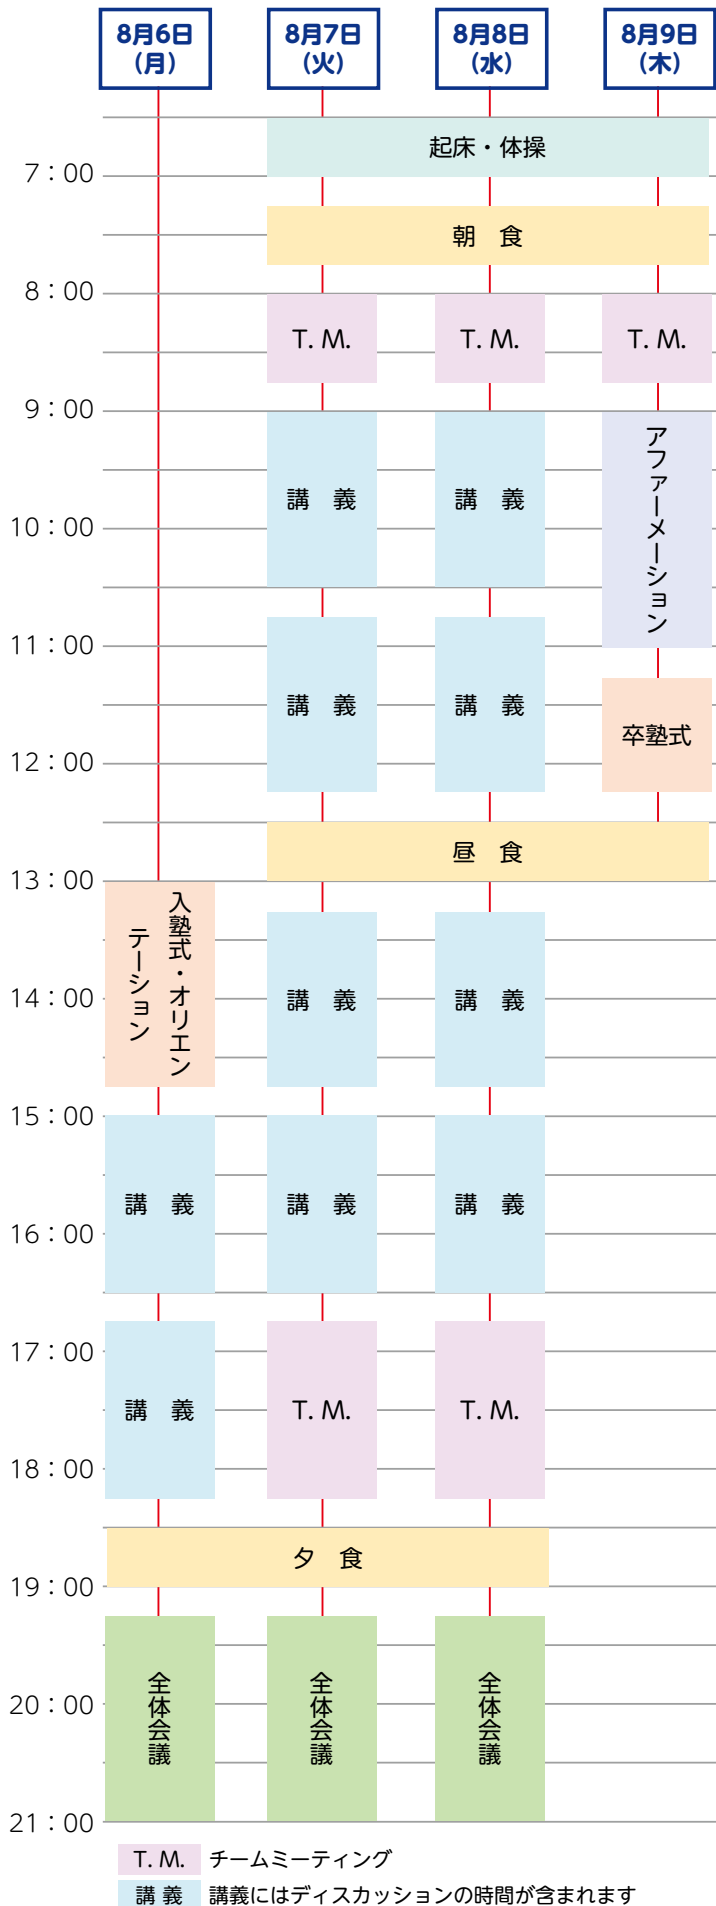 8月6日
（月）
8月7日
（火）
8月8日
（水）
8月9日
（木）
起床・体操
7：00
朝　食
8：00
T. M.
T. M.
T. M.
9：00
講　義
講　義
アファーメーション
10：00
11：00
講　義
講　義
卒塾式
12：00
昼　食
13：00
入塾式・オリエン
テーション
講　義
講　義
14：00
15：00
講　義
講　義
講　義
16：00
17：00
講　義
T. M.
T. M.
18：00
夕　食
19：00
全体会議
全体会議
全体会議
20：00
21：00
T. M. チームミーティング
講 義 講義にはディスカッションの時間が含まれます